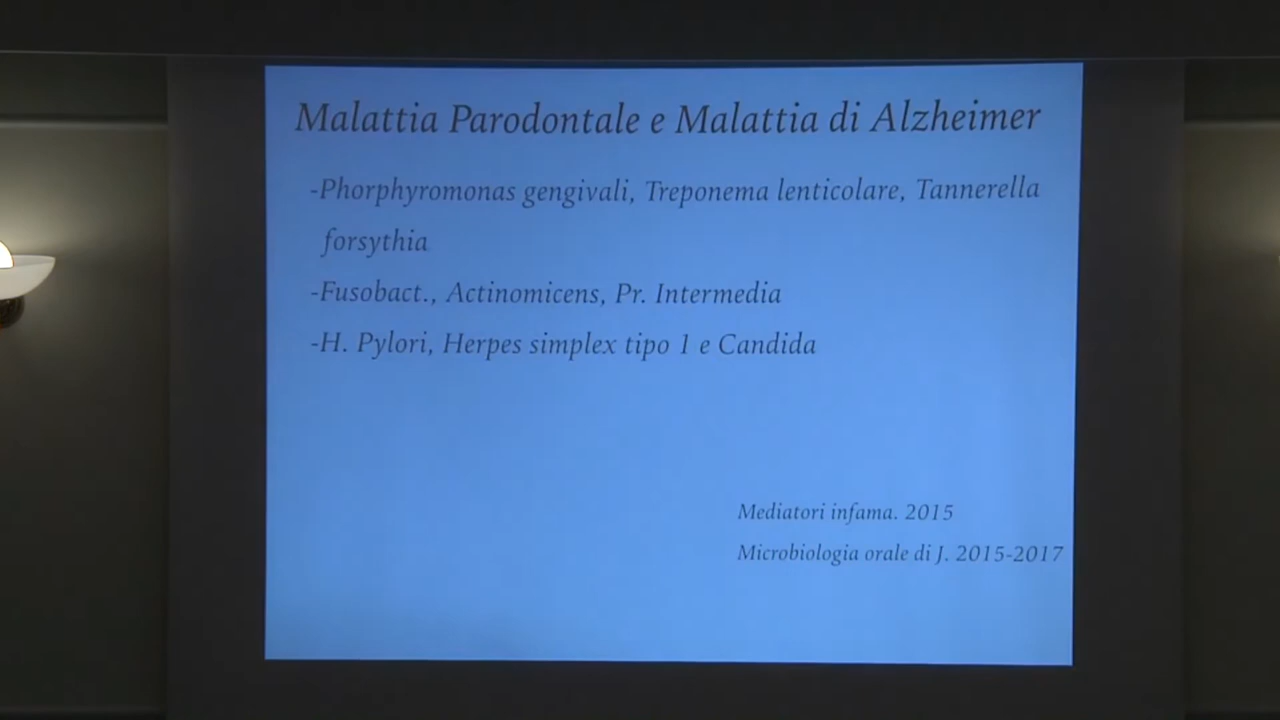 Malattia Parodontale e Malattia di Alzheimer
-Phorphyromonas gengivali, Treponema lenticolare, Tannerella
forsythia
-Fusobact., Actinomicens, Pr. Intermedia
-H. Pylori, Herpes simplex tipo 1 e Candida
Mediatori infama. 2015
Microbiologia orale di J. 2015-2017